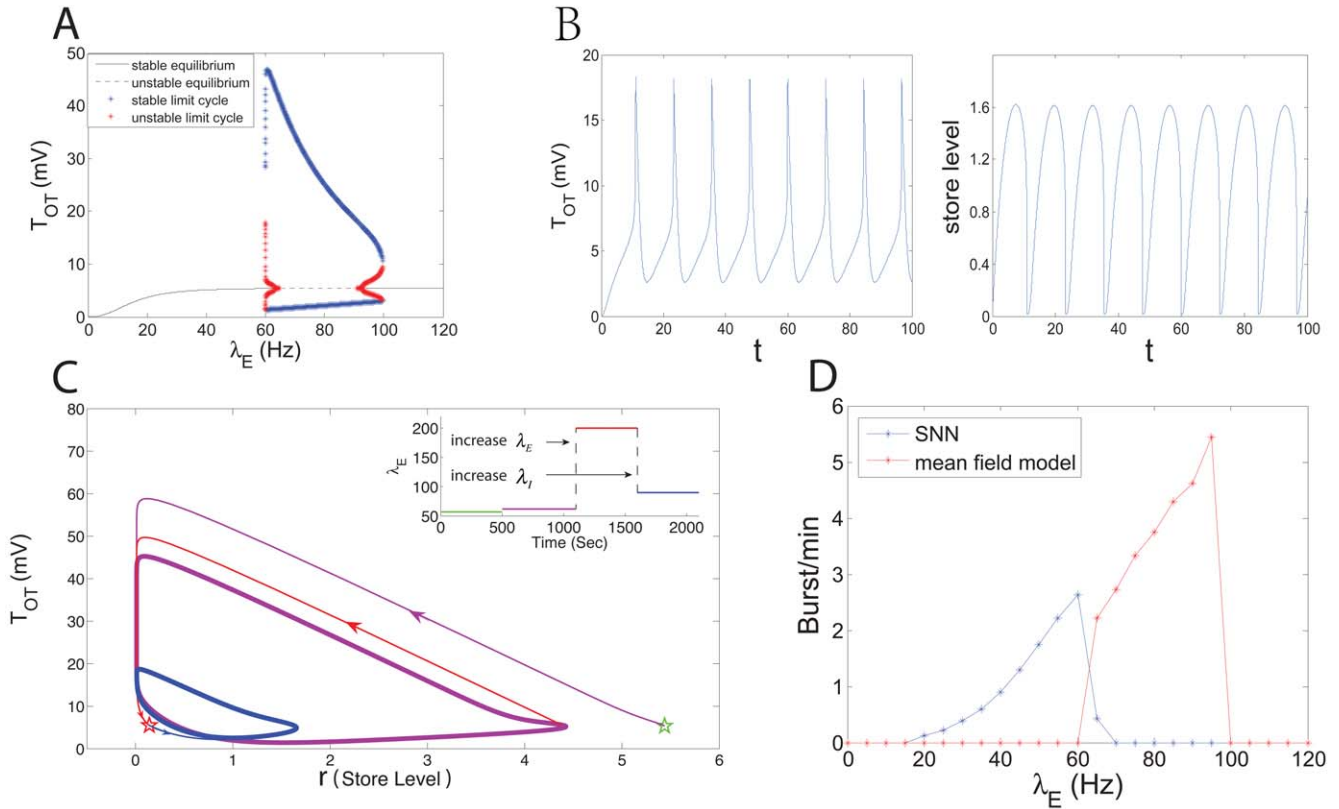 A
T_OT (mV)
50
40
30
20
10
0
stable equilibrium
unstable equilibrium
stable limit cycle
unstable limit cycle
0 20 40 60 80 100 120
λ_E (Hz)
B
T_OT (mV)
20
15
10
5
0
0 20 40 60 80 100
t
store level
1.6
1.2
0.8
0.4
0
0 20 40 60 80 100
t
C
T_OT (mV)
80
70
60
50
40
30
20
10
0
0 1 2 3 4 5 6
r (Store Level)
λ_E
200
150
100
50
increase λ_E
increase λ_I
0 500 1000 1500 2000
Time (Sec)
D
Burst/min
6
5
4
3
2
1
0
SNN
mean field model
0 20 40 60 80 100 120
λ_E (Hz)